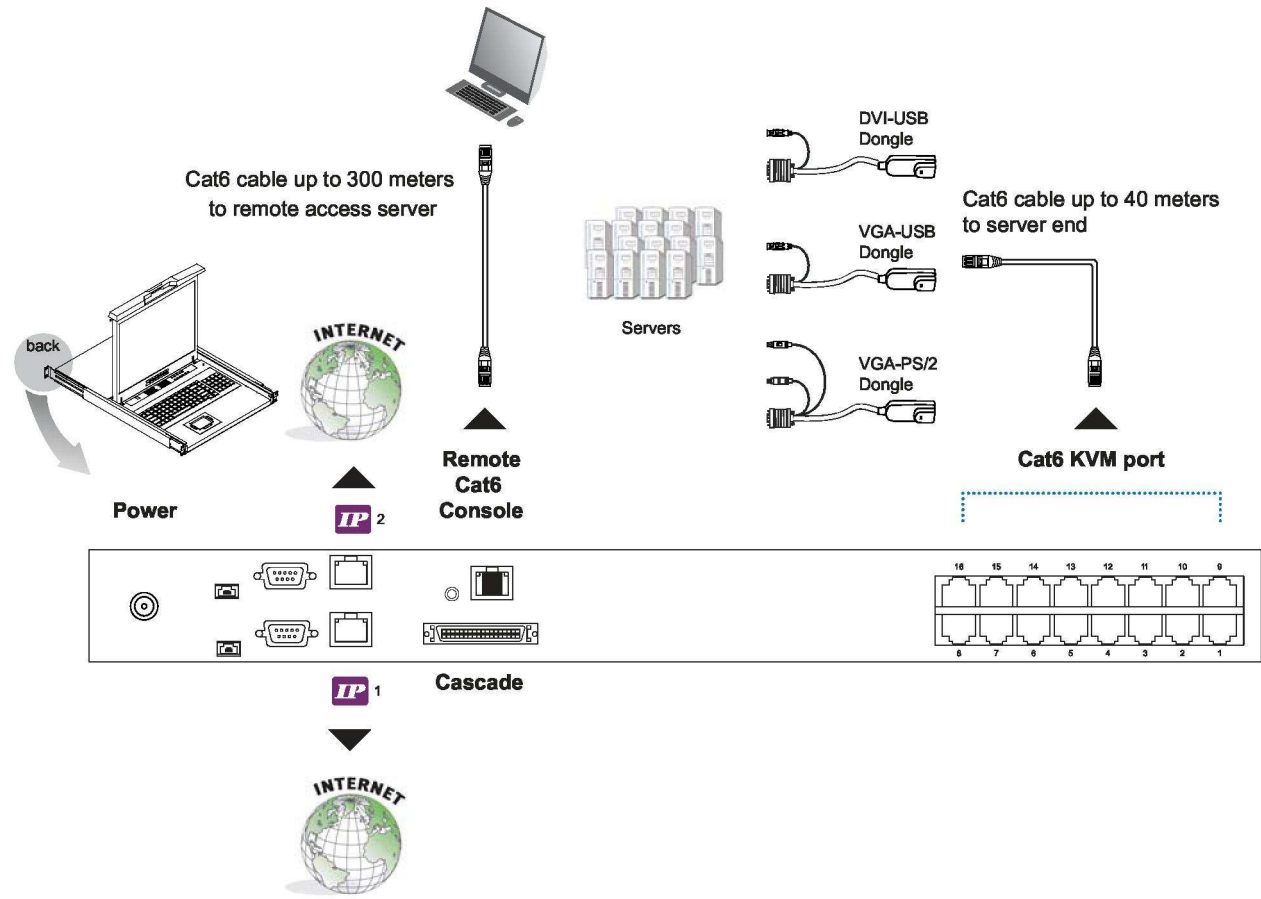 Cat6 cable up to 300 meters
to remote access server
DVI-USB
Dongle
Cat6 cable up to 40 meters
to server end
VGA-USB
Dongle
Servers
VGA-PS/2
Dongle
back
INTERNET
Remote
Cat6
Console
Cat6 KVM port
Power
IP 2
16 15 14 13 12 11 10 9
8 7 6 5 4 3 2 1
IP 1
Cascade
INTERNET